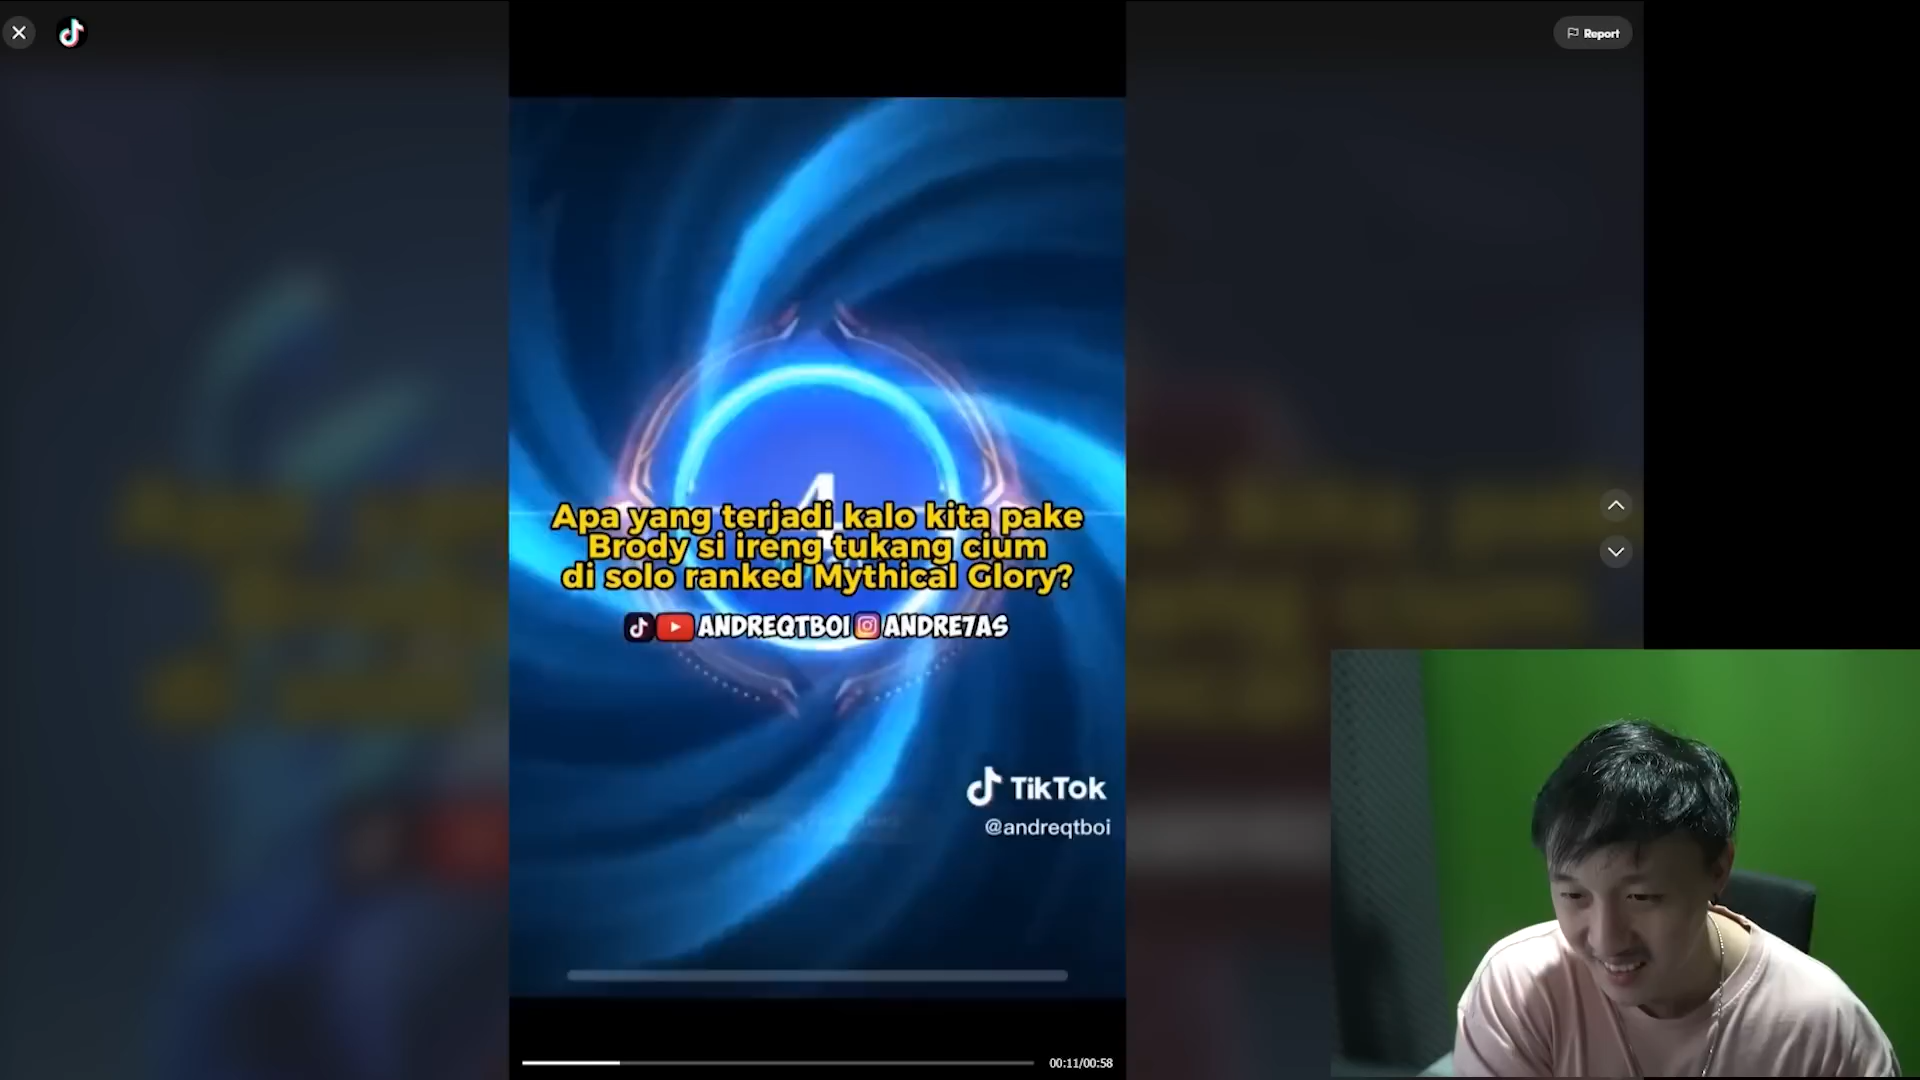 Report
4
Apa yang terjadi kalo kita pake
Brody si ireng tukang cium
di solo ranked Mythical Glory?
ANDREQTBOI ANDRE7AS
TikTok
@andreqtboi
00:11/00:58